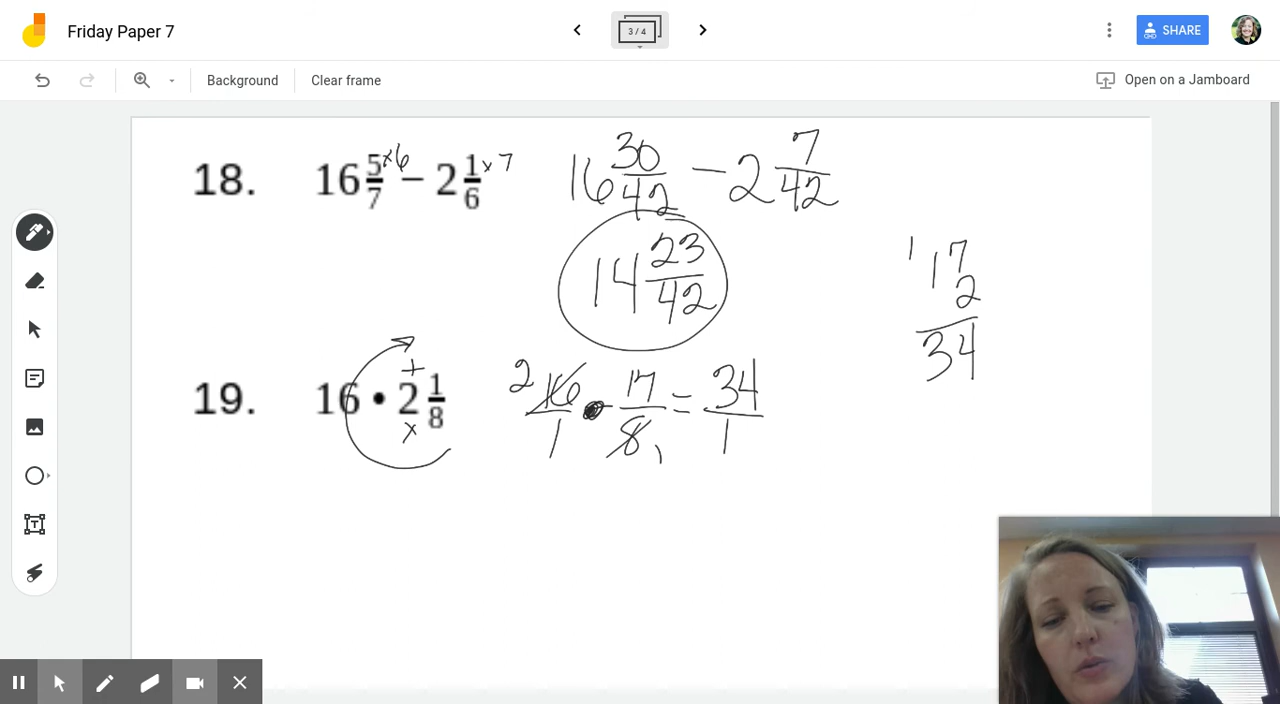 Friday Paper 7
3 / 4
SHARE
Background
Clear frame
Open on a Jamboard
18. 16 5/7 ×6 − 2 1/6 ×7 16 30/42 − 2 7/42
14 23/42
1 17
2
34
19. 16 • 2 1/8 + x 2 16/1 • 17/8 1 = 34/1